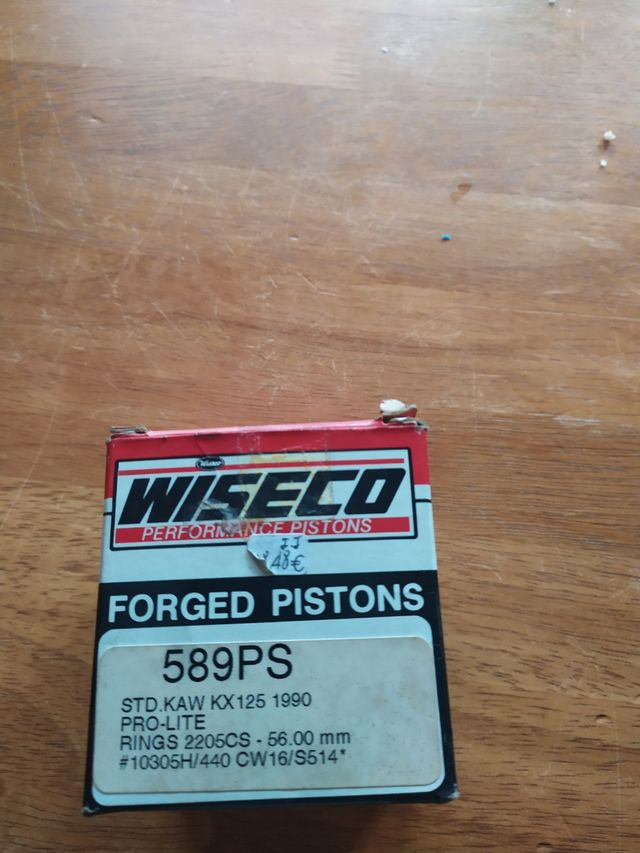 Wiseco
WISECO
PERFORMANCE PISTONS
JJ
48€
FORGED PISTONS
589PS
STD.KAW KX125 1990
PRO-LITE
RINGS 2205CS - 56.00 mm
#10305H/440 CW16/S514*